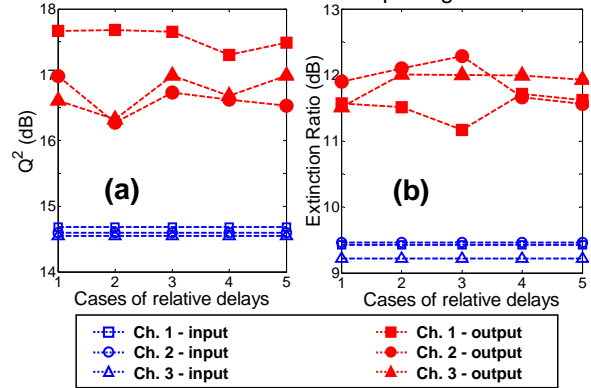 18
17
16
15
14
Q² (dB)
(a)
1 2 3 4 5
Cases of relative delays
13
12
11
10
9
Extinction Ratio (dB)
(b)
1 2 3 4 5
Cases of relative delays
Ch. 1 - input
Ch. 2 - input
Ch. 3 - input
Ch. 1 - output
Ch. 2 - output
Ch. 3 - output